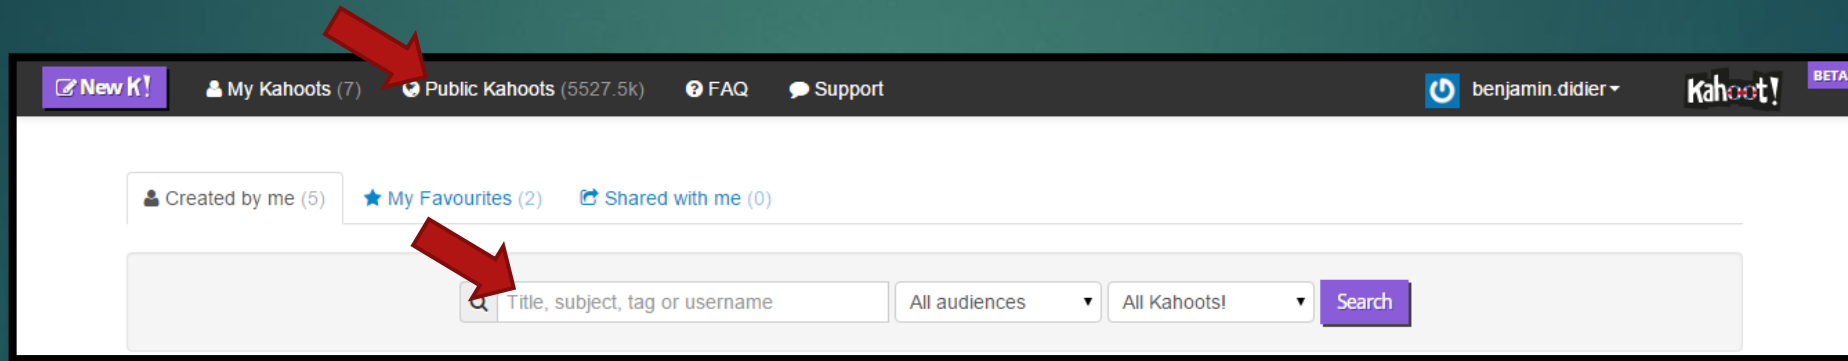 New K! My Kahoots (7) Public Kahoots (5527.5k) FAQ Support benjamin.didier Kahoot! BETA
Created by me (5) My Favourites (2) Shared with me (0)
Title, subject, tag or username All audiences All Kahoots! Search